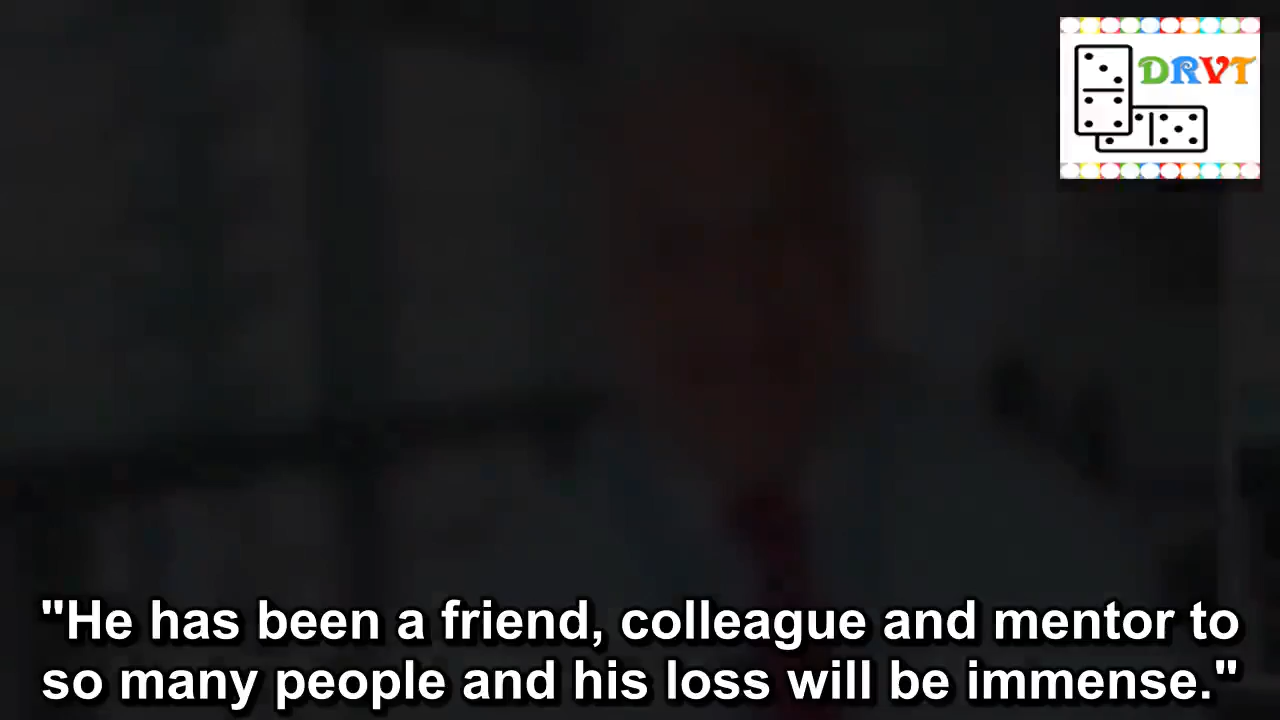 DRVT
"He has been a friend, colleague and mentor to
so many people and his loss will be immense."